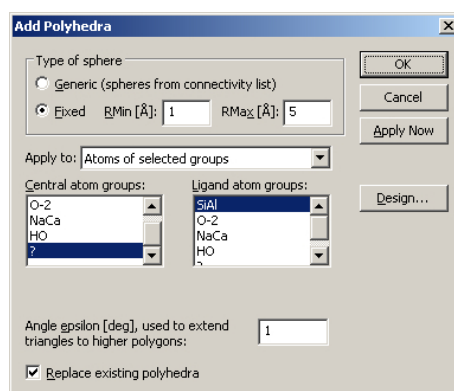 Add Polyhedra
Type of sphere
Generic (spheres from connectivity list)
Fixed RMin [Å]: 1 RMax [Å]: 5
OK
Cancel
Apply Now
Apply to: Atoms of selected groups
Central atom groups:
O-2
NaCa
HO
?
Ligand atom groups:
SiAl
O-2
NaCa
HO
Design...
Angle epsilon [deg], used to extend
triangles to higher polygons: 1
Replace existing polyhedra